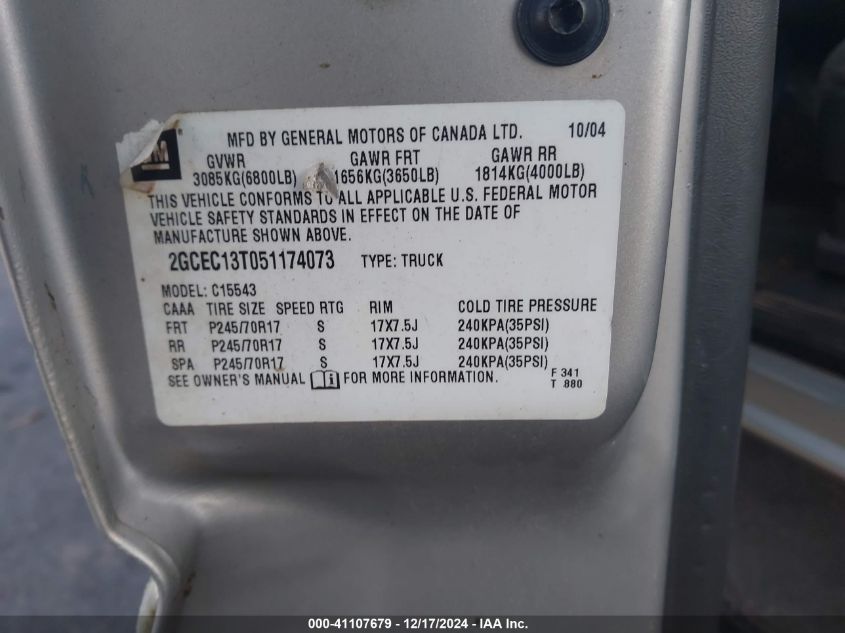 GM
MFD BY GENERAL MOTORS OF CANADA LTD. 10/04
GVWR GAWR FRT GAWR RR
3085KG(6800LB) 1656KG(3650LB) 1814KG(4000LB)
THIS VEHICLE CONFORMS TO ALL APPLICABLE U.S. FEDERAL MOTOR
VEHICLE SAFETY STANDARDS IN EFFECT ON THE DATE OF
MANUFACTURE SHOWN ABOVE.
2GCEC13T051174073 TYPE: TRUCK
MODEL: C15543
CAAA TIRE SIZE SPEED RTG RIM COLD TIRE PRESSURE
FRT P245/70R17 S 17X7.5J 240KPA(35PSI)
RR P245/70R17 S 17X7.5J 240KPA(35PSI)
SPA P245/70R17 S 17X7.5J 240KPA(35PSI)
SEE OWNER'S MANUAL FOR MORE INFORMATION.
F 341
T 880
000-41107679 - 12/17/2024 - IAA Inc.